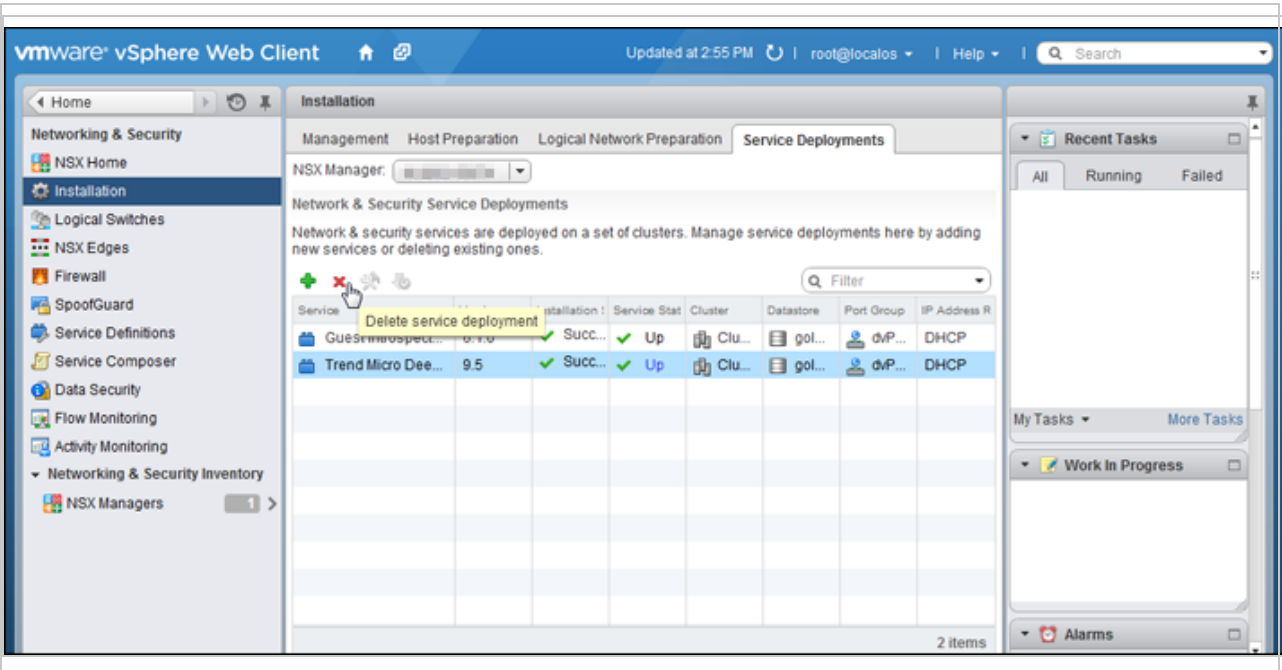 vmware® vSphere Web Client
Updated at 2:55 PM | root@localos | Help | Search
Home
Networking & Security
NSX Home
Installation
Logical Switches
NSX Edges
Firewall
SpoofGuard
Service Definitions
Service Composer
Data Security
Flow Monitoring
Activity Monitoring
Networking & Security Inventory
NSX Managers 1
Installation
Management Host Preparation Logical Network Preparation Service Deployments
NSX Manager:
Network & Security Service Deployments
Network & security services are deployed on a set of clusters. Manage service deployments here by adding
new services or deleting existing ones.
Filter
Service Service Stat Cluster Datastore Port Group IP Address R
Delete service deployment
Succ... Up Clu... gol... dvP... DHCP
Trend Micro Dee... 9.5 Succ... Up Clu... gol... dvP... DHCP
2 items
Recent Tasks
All Running Failed
My Tasks More Tasks
Work In Progress
Alarms